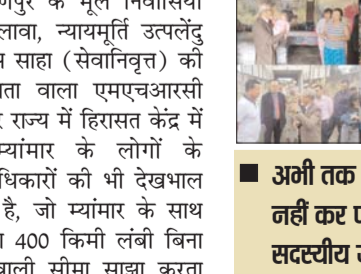 के मूल निवासियों
न्यायमूर्ति उत्पलेंदु
साहा (सेवानिवृत्त) की
वाला एमएचआरसी
राज्य में हिरासत केंद्र में
के लोगों के
की भी देखभाल
है, जो म्यांमार के साथ
400 किमी लंबी बिना
सीमा साझा करता
■ अभी तक
नहीं कर
सदस्यीय